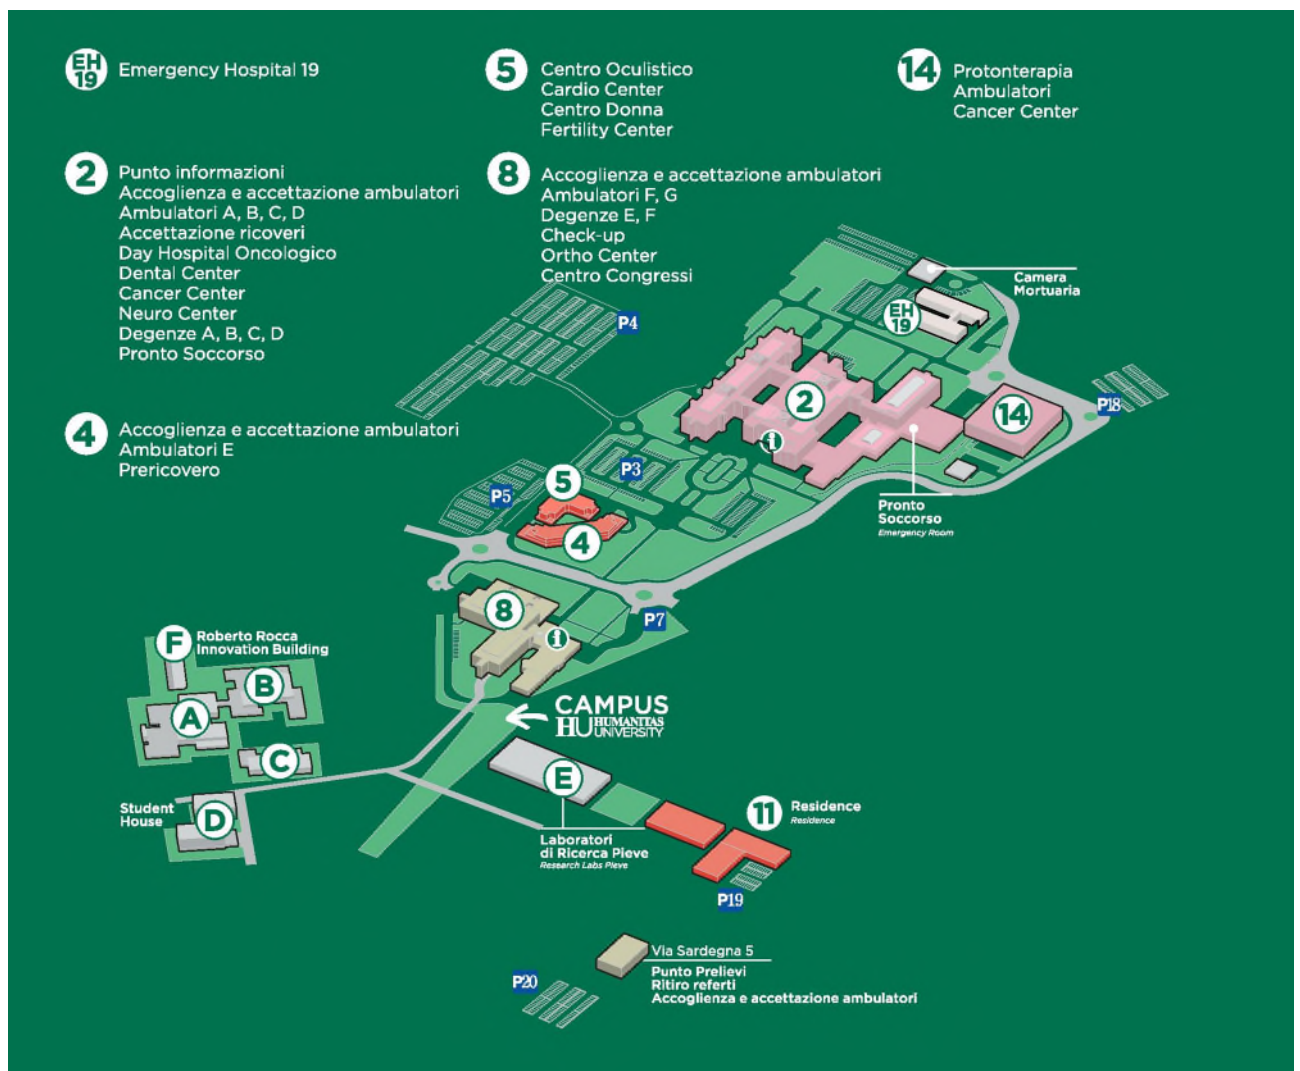 EH
19
Emergency Hospital 19
2
Punto informazioni
Accoglienza e accettazione ambulatori
Ambulatori A, B, C, D
Accettazione ricoveri
Day Hospital Oncologico
Dental Center
Cancer Center
Neuro Center
Degenze A, B, C, D
Pronto Soccorso
4
Accoglienza e accettazione ambulatori
Ambulatori E
Prericovero
5
Centro Oculistico
Cardio Center
Centro Donna
Fertility Center
8
Accoglienza e accettazione ambulatori
Ambulatori F, G
Degenze E, F
Check-up
Ortho Center
Centro Congressi
14
Protonterapia
Ambulatori
Cancer Center
Camera
Mortuaria
EH
19
P4
2
14
P18
i
P3
5
P5
Pronto
Soccorso
Emergency Room
4
8
P7
i
F
Roberto Rocca
Innovation Building
B
A
C
CAMPUS
HU HUMANITAS
UNIVERSITY
E
Student
House
D
11
Residence
Residence
Laboratori
di Ricerca Pieve
Research Labs Pieve
P19
Via Sardegna 5
Punto Prelievi
Ritiro referti
Accoglienza e accettazione ambulatori
P20